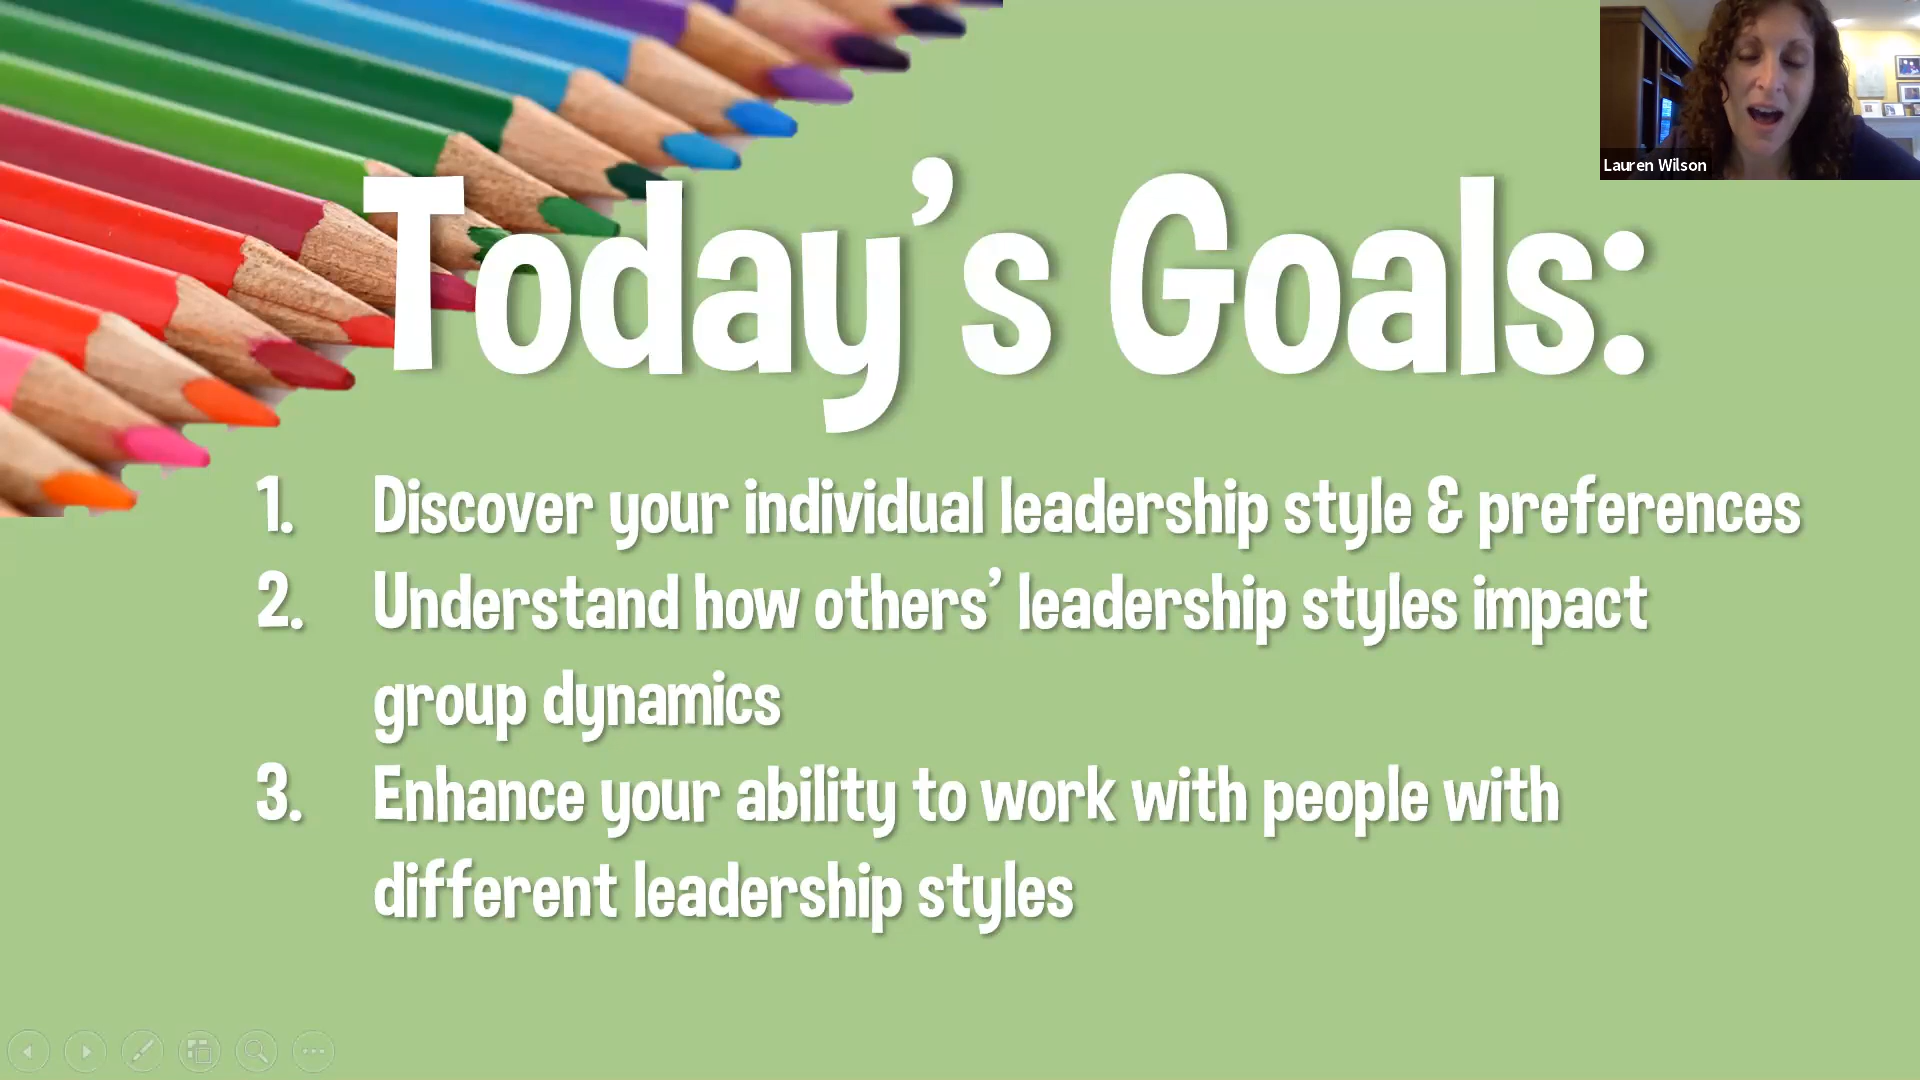 Lauren Wilson
Today's Goals:
1. Discover your individual leadership style & preferences
2. Understand how others' leadership styles impact
group dynamics
3. Enhance your ability to work with people with
different leadership styles